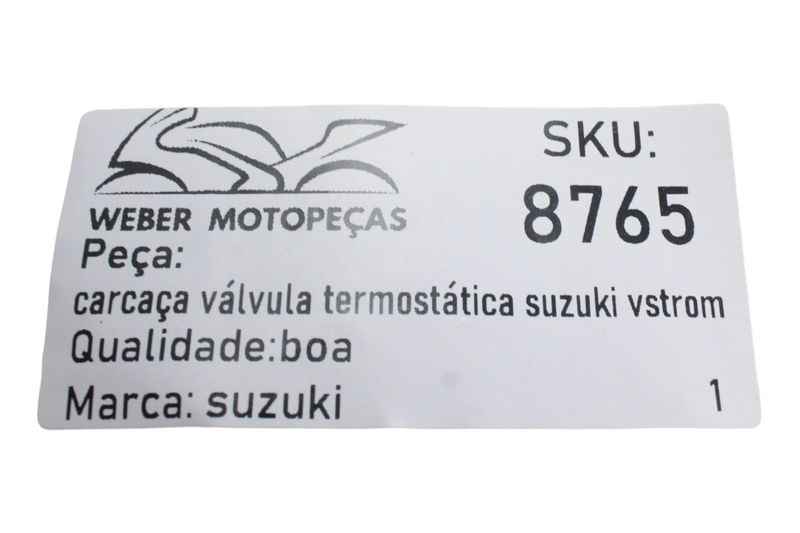 WEBER MOTOPEÇAS
SKU:
8765
Peça:
carcaça válvula termostática suzuki vstrom
Qualidade:boa
Marca: suzuki
1